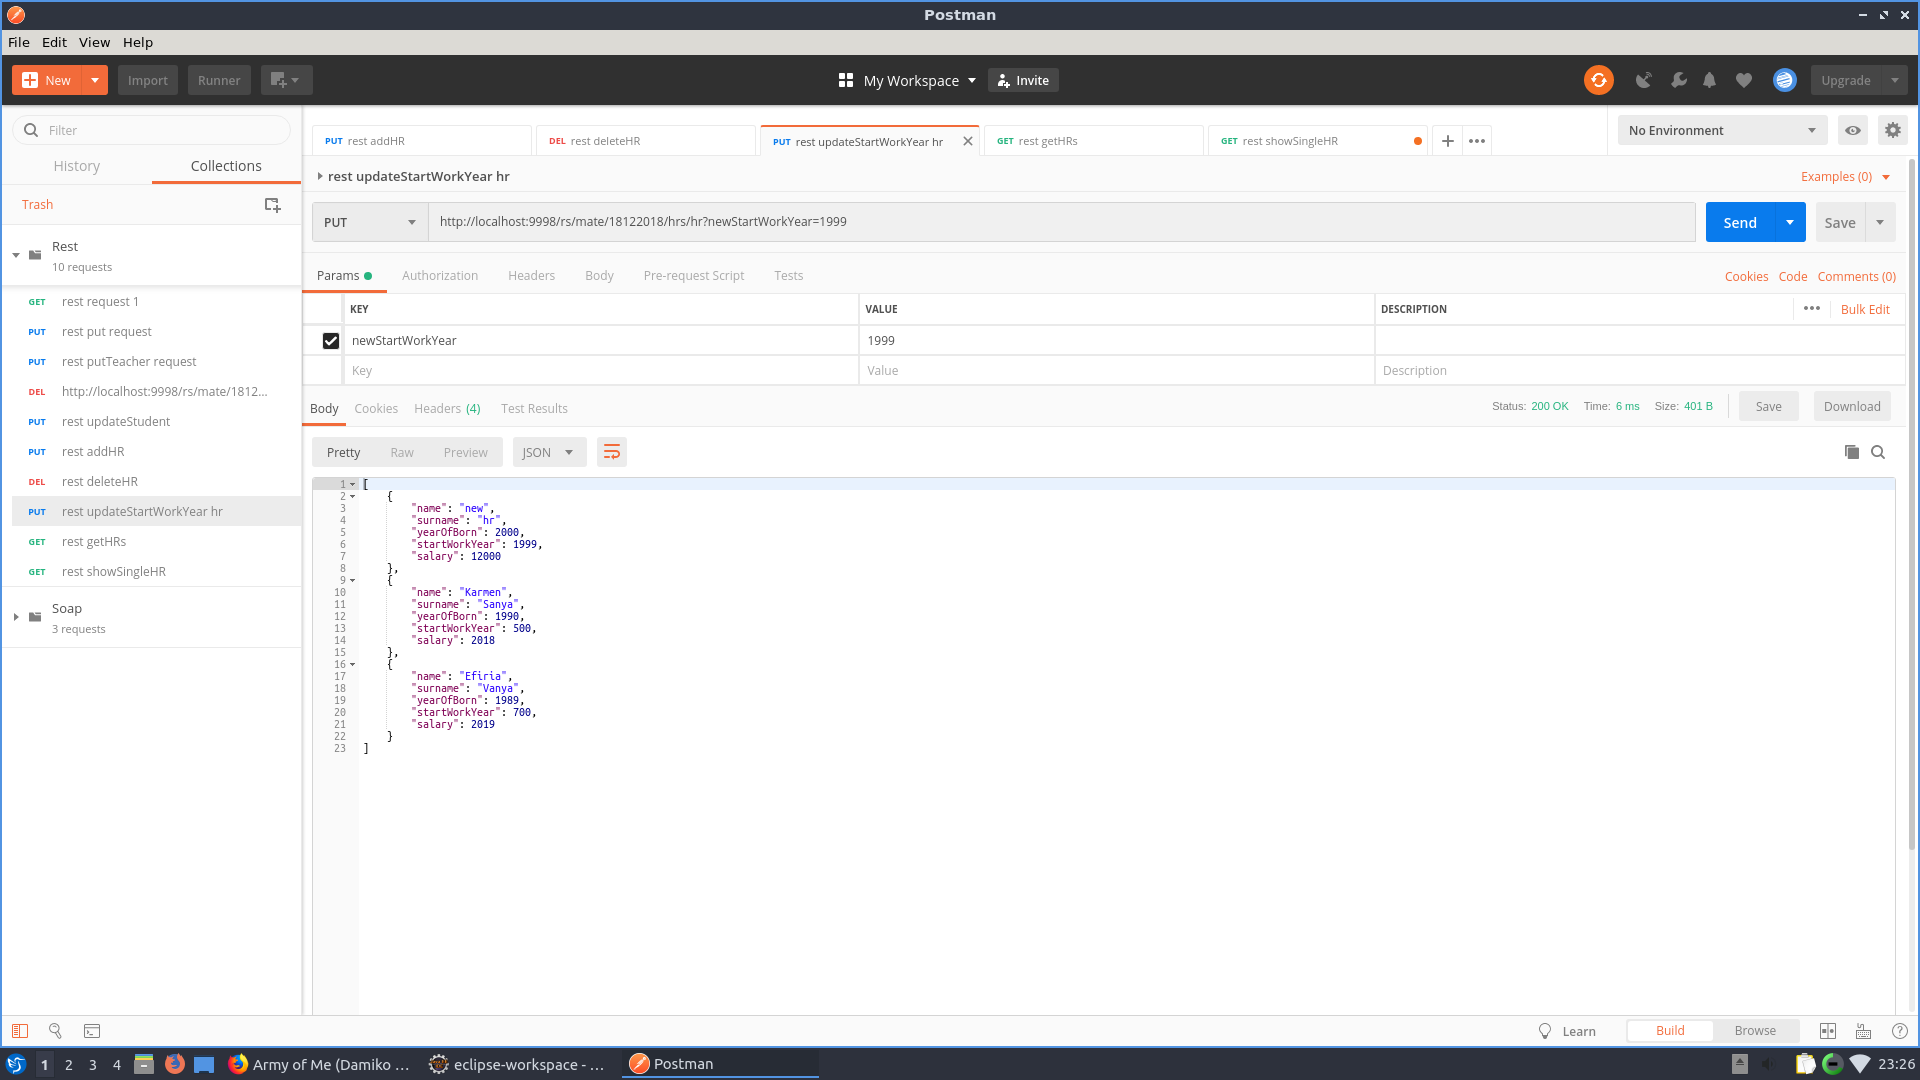 Postman
File Edit View Help
New Import Runner My Workspace Invite Upgrade
Filter
History Collections
Trash
Rest
10 requests
GET rest request 1
PUT rest put request
PUT rest putTeacher request
DEL http://localhost:9998/rs/mate/1812...
PUT rest updateStudent
PUT rest addHR
DEL rest deleteHR
PUT rest updateStartWorkYear hr
GET rest getHRs
GET rest showSingleHR
Soap
3 requests
PUT rest addHR DEL rest deleteHR PUT rest updateStartWorkYear hr GET rest getHRs GET rest showSingleHR No Environment
rest updateStartWorkYear hr Examples (0)
PUT http://localhost:9998/rs/mate/18122018/hrs/hr?newStartWorkYear=1999 Send Save
Params Authorization Headers Body Pre-request Script Tests Cookies Code Comments (0)
KEY VALUE DESCRIPTION Bulk Edit
newStartWorkYear 1999
Key Value Description
Body Cookies Headers (4) Test Results Status: 200 OK Time: 6 ms Size: 401 B Save Download
Pretty Raw Preview JSON
1 [
2 {
3 "name": "new",
4 "surname": "hr",
5 "yearOfBorn": 2000,
6 "startWorkYear": 1999,
7 "salary": 12000
8 },
9 {
10 "name": "Karmen",
11 "surname": "Sanya",
12 "yearOfBorn": 1990,
13 "startWorkYear": 500,
14 "salary": 2018
15 },
16 {
17 "name": "Efiria",
18 "surname": "Vanya",
19 "yearOfBorn": 1989,
20 "startWorkYear": 700,
21 "salary": 2019
22 }
23 ]
Learn Build Browse
1 2 3 4 Army of Me (Damiko ... eclipse-workspace - ... Postman 23:26